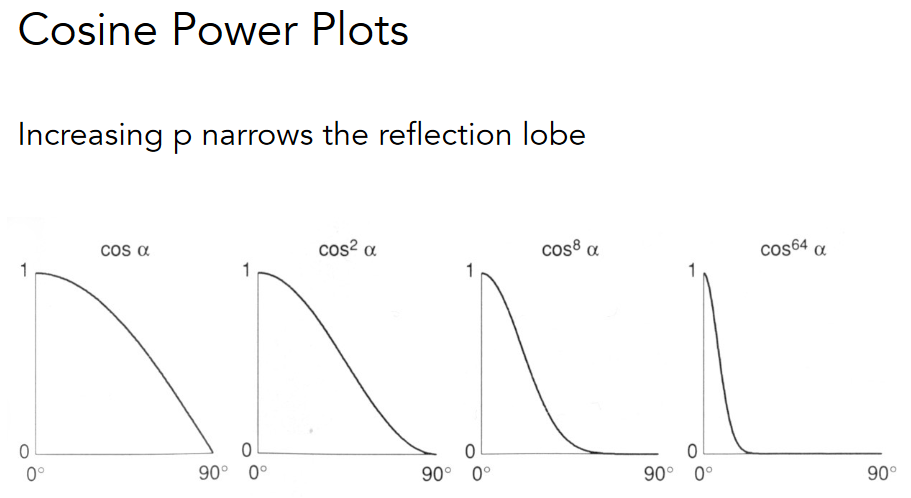 Cosine Power Plots
Increasing p narrows the reflection lobe
cos α cos² α cos⁸ α cos⁶⁴ α
1 1 1 1
0 0 0 0
0° 90° 0° 90° 0° 90° 0° 90°